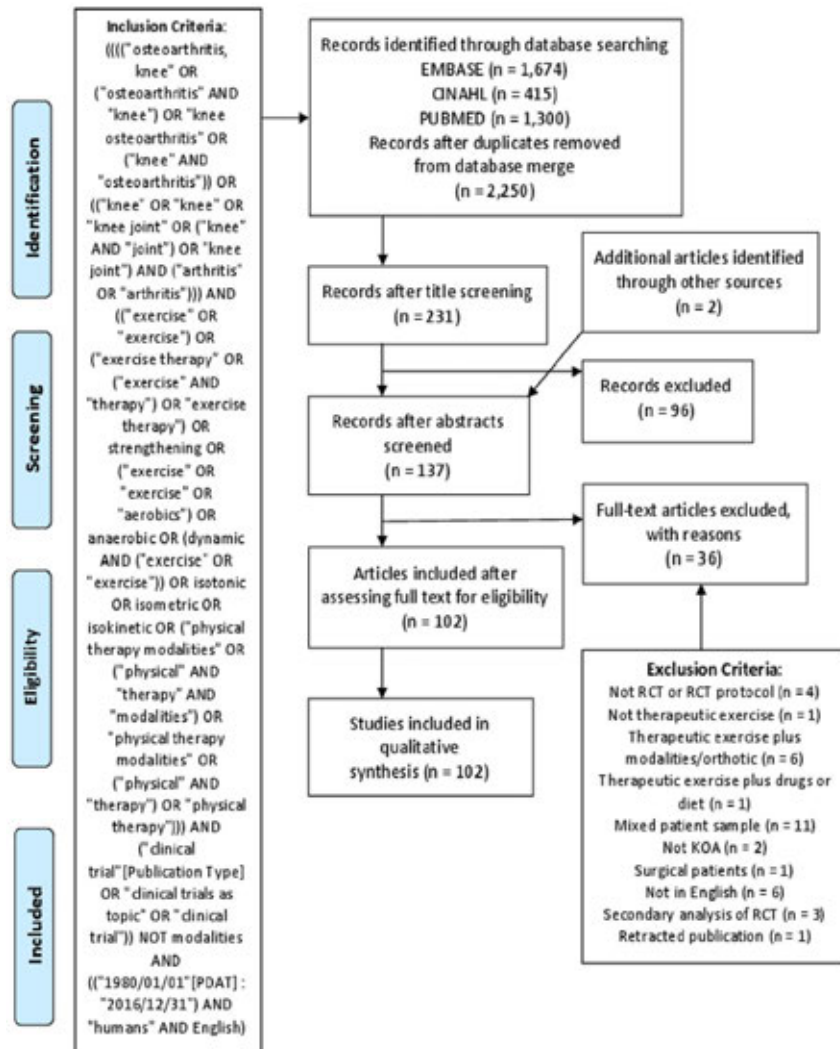 Identification
Screening
Eligibility
Included
Inclusion Criteria:
(((("osteoarthritis,
knee" OR
("osteoarthritis" AND
"knee") OR "knee
osteoarthritis" OR
("knee" AND
"osteoarthritis")) OR
(("knee" OR "knee" OR
"knee joint" OR ("knee"
AND "joint") OR "knee
joint") AND ("arthritis"
OR "arthritis"))) AND
(("exercise" OR
"exercise") OR
("exercise therapy" OR
("exercise" AND
"therapy") OR "exercise
therapy") OR
strengthening OR
("exercise" OR
"exercise" OR
"aerobics") OR
anaerobic OR (dynamic
AND ("exercise" OR
"exercise")) OR isotonic
OR isometric OR
isokinetic OR ("physical
therapy modalities" OR
("physical" AND
"therapy" AND
"modalities") OR
"physical therapy
modalities" OR
("physical" AND
"therapy") OR "physical
therapy"))) AND
("clinical
trial"[Publication Type]
OR "clinical trials as
topic" OR "clinical
trial")) NOT modalities
AND
(("1980/01/01"[PDAT] :
"2016/12/31") AND
"humans" AND English)
Records identified through database searching
EMBASE (n = 1,674)
CINAHL (n = 415)
PUBMED (n = 1,300)
Records after duplicates removed
from database merge
(n = 2,250)
Records after title screening
(n = 231)
Additional articles identified
through other sources
(n = 2)
Records excluded
(n = 96)
Records after abstracts
screened
(n = 137)
Full-text articles excluded,
with reasons
(n = 36)
Articles included after
assessing full text for eligibility
(n = 102)
Studies included in
qualitative
synthesis (n = 102)
Exclusion Criteria:
Not RCT or RCT protocol (n = 4)
Not therapeutic exercise (n = 1)
Therapeutic exercise plus
modalities/orthotic (n = 6)
Therapeutic exercise plus drugs or
diet (n = 1)
Mixed patient sample (n = 11)
Not KOA (n = 2)
Surgical patients (n = 1)
Not in English (n = 6)
Secondary analysis of RCT (n = 3)
Retracted publication (n = 1)